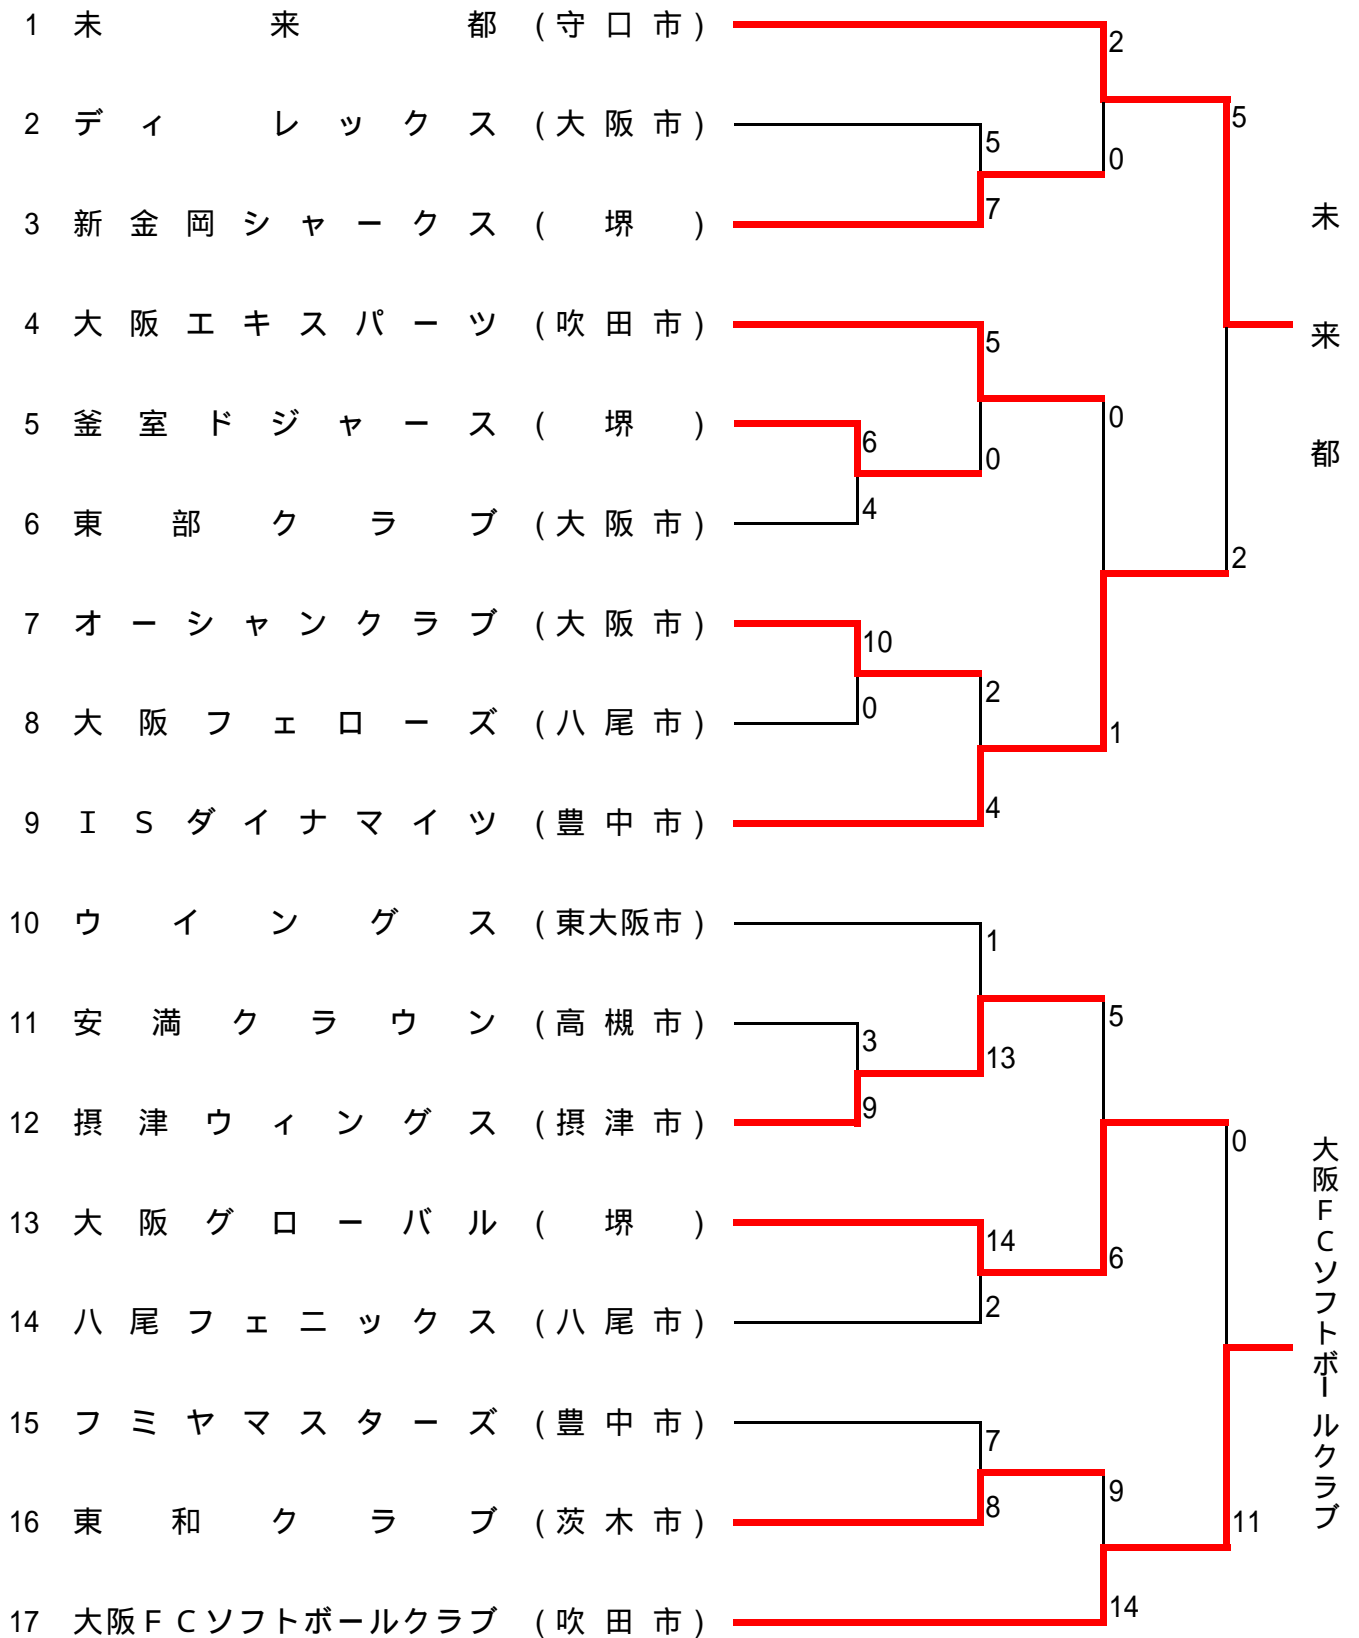 1 未来都 (守口市)
2
2 ディレックス (大阪市)
5
5
0
3 新金岡シャークス (堺)
7
未来都
4 大阪エキスパーツ (吹田市)
5
0
5 釜室ドジャース (堺)
6
0
6 東部クラブ (大阪市)
4
2
7 オーシャンクラブ (大阪市)
10
2
8 大阪フェローズ (八尾市)
0
1
9 ISダイナマイツ (豊中市)
4
10 ウイングス (東大阪市)
1
5
11 安満クラウン (高槻市)
3
13
12 摂津ウィングス (摂津市)
9
0
13 大阪グローバル (堺)
14
6
14 八尾フェニックス (八尾市)
2
大阪FCソフトボールクラブ
15 フミヤマスターズ (豊中市)
7
9
16 東和クラブ (茨木市)
8
11
17 大阪FCソフトボールクラブ (吹田市)
14